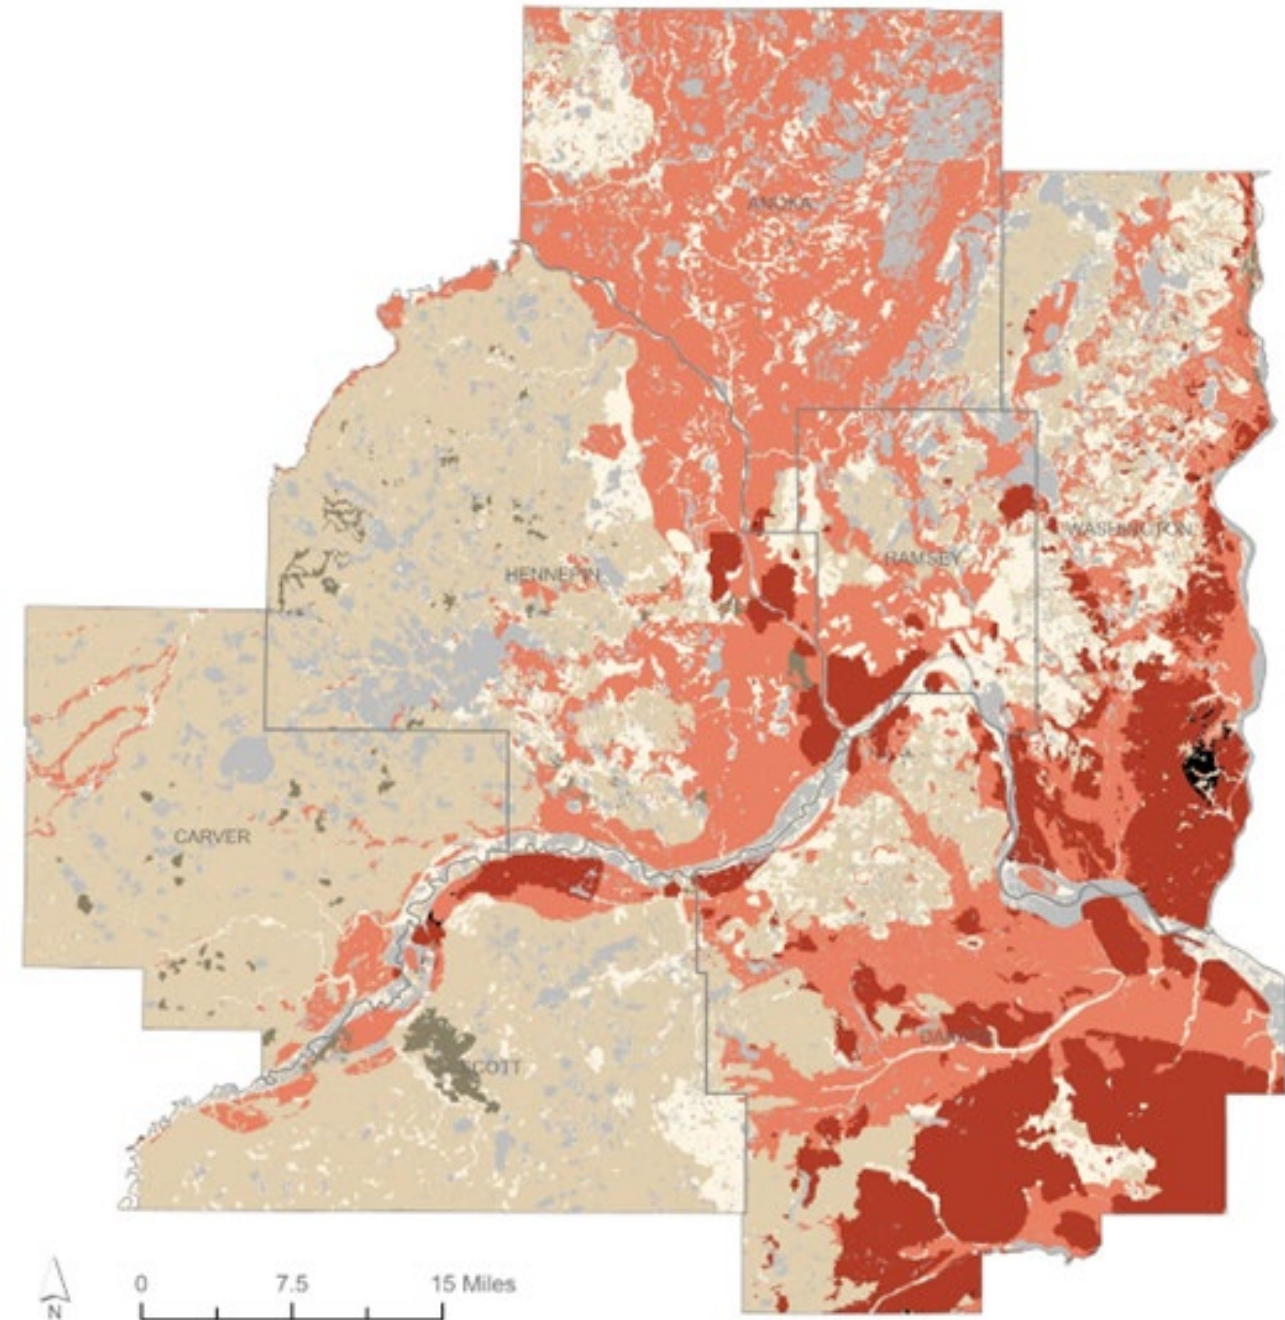 ANOKA
WASHINGTON
RAMSEY
HENNEPIN
CARVER
DAKOTA
SCOTT
0 7.5 15 Miles
N